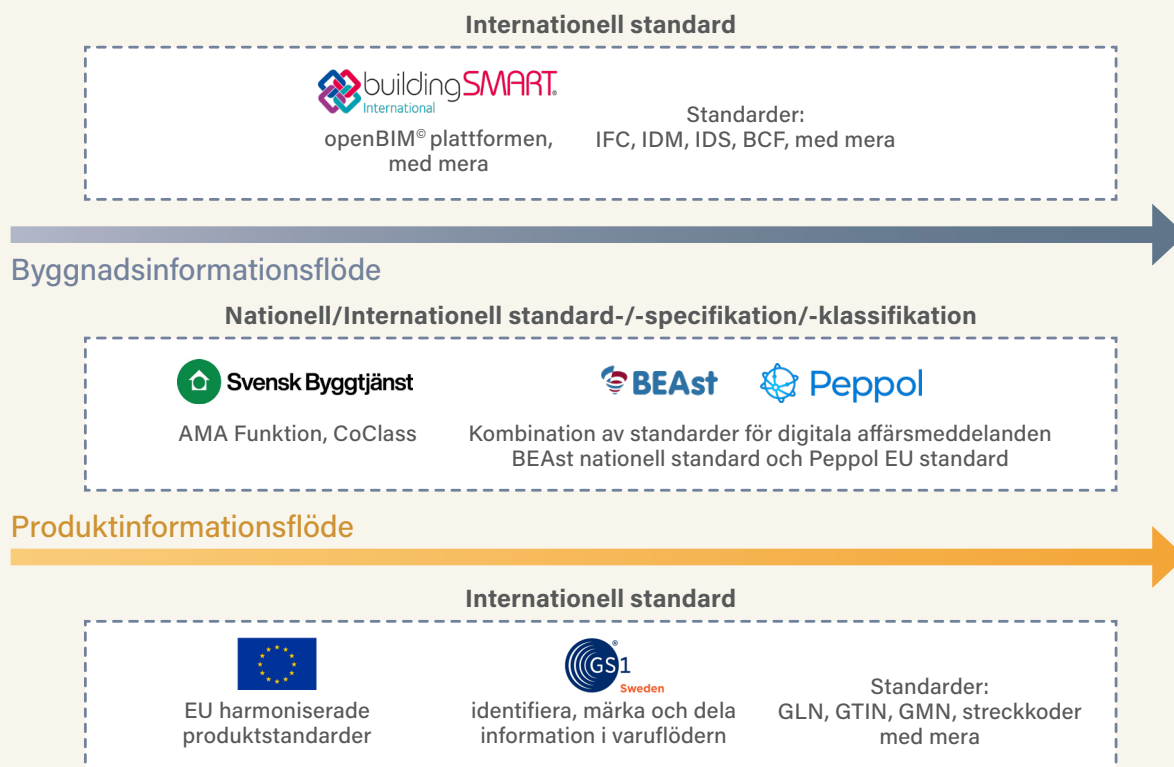 Internationell standard
buildingSMART®
International
openBIM© plattformen,
med mera
Standarder:
IFC, IDM, IDS, BCF, med mera
Byggnadsinformationsflöde
Nationell/Internationell standard-/-specifikation/-klassifikation
Svensk Byggtjänst
BEAst
Peppol
AMA Funktion, CoClass
Kombination av standarder för digitala affärsmeddelanden
BEAst nationell standard och Peppol EU standard
Produktinformationsflöde
Internationell standard
EU harmoniserade
produktstandarder
GS1®
Sweden
identifiera, märka och dela
information i varuflödern
Standarder:
GLN, GTIN, GMN, streckkoder
med mera